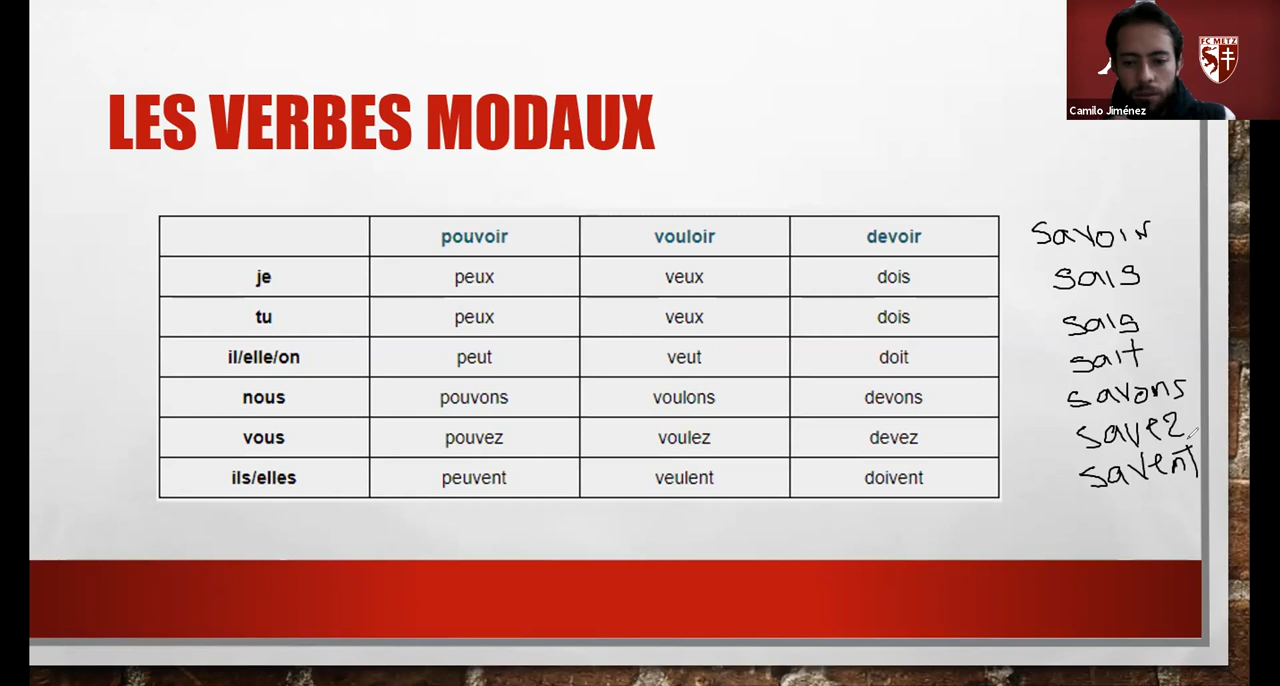 FC METZ
Camilo Jiménez
LES VERBES MODAUX
pouvoir vouloir devoir savoir
je peux veux dois sais
tu peux veux dois sais
il/elle/on peut veut doit sait
nous pouvons voulons devons savons
vous pouvez voulez devez savez
ils/elles peuvent veulent doivent savent